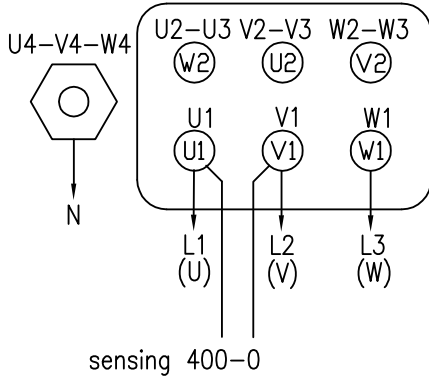 U2-U3 V2-V3 W2-W3
U4-V4-W4
W2 U2 V2
U1 V1 W1
U1 V1 W1
N
L1 L2 L3
(U) (V) (W)
sensing 400-0